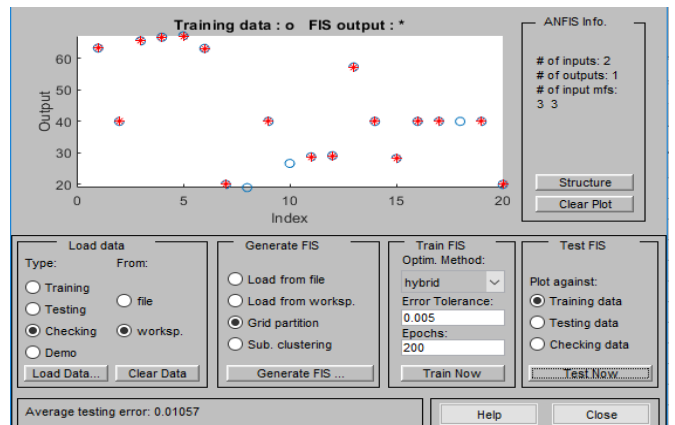 Training data : o   FIS output : *
Output
60
50
40
30
20
0
5
10
15
20
Index
ANFIS Info.
# of inputs: 2
# of outputs: 1
# of input mfs:
3  3
Structure
Clear Plot
Load data
Type:
From:
Training
Testing
Checking
Demo
file
worksp.
Load Data...
Clear Data
Generate FIS
Load from file
Load from worksp.
Grid partition
Sub. clustering
Generate FIS ...
Train FIS
Optim. Method:
hybrid
Error Tolerance:
0.005
Epochs:
200
Train Now
Test FIS
Plot against:
Training data
Testing data
Checking data
Test Now
Average testing error: 0.01057
Help
Close